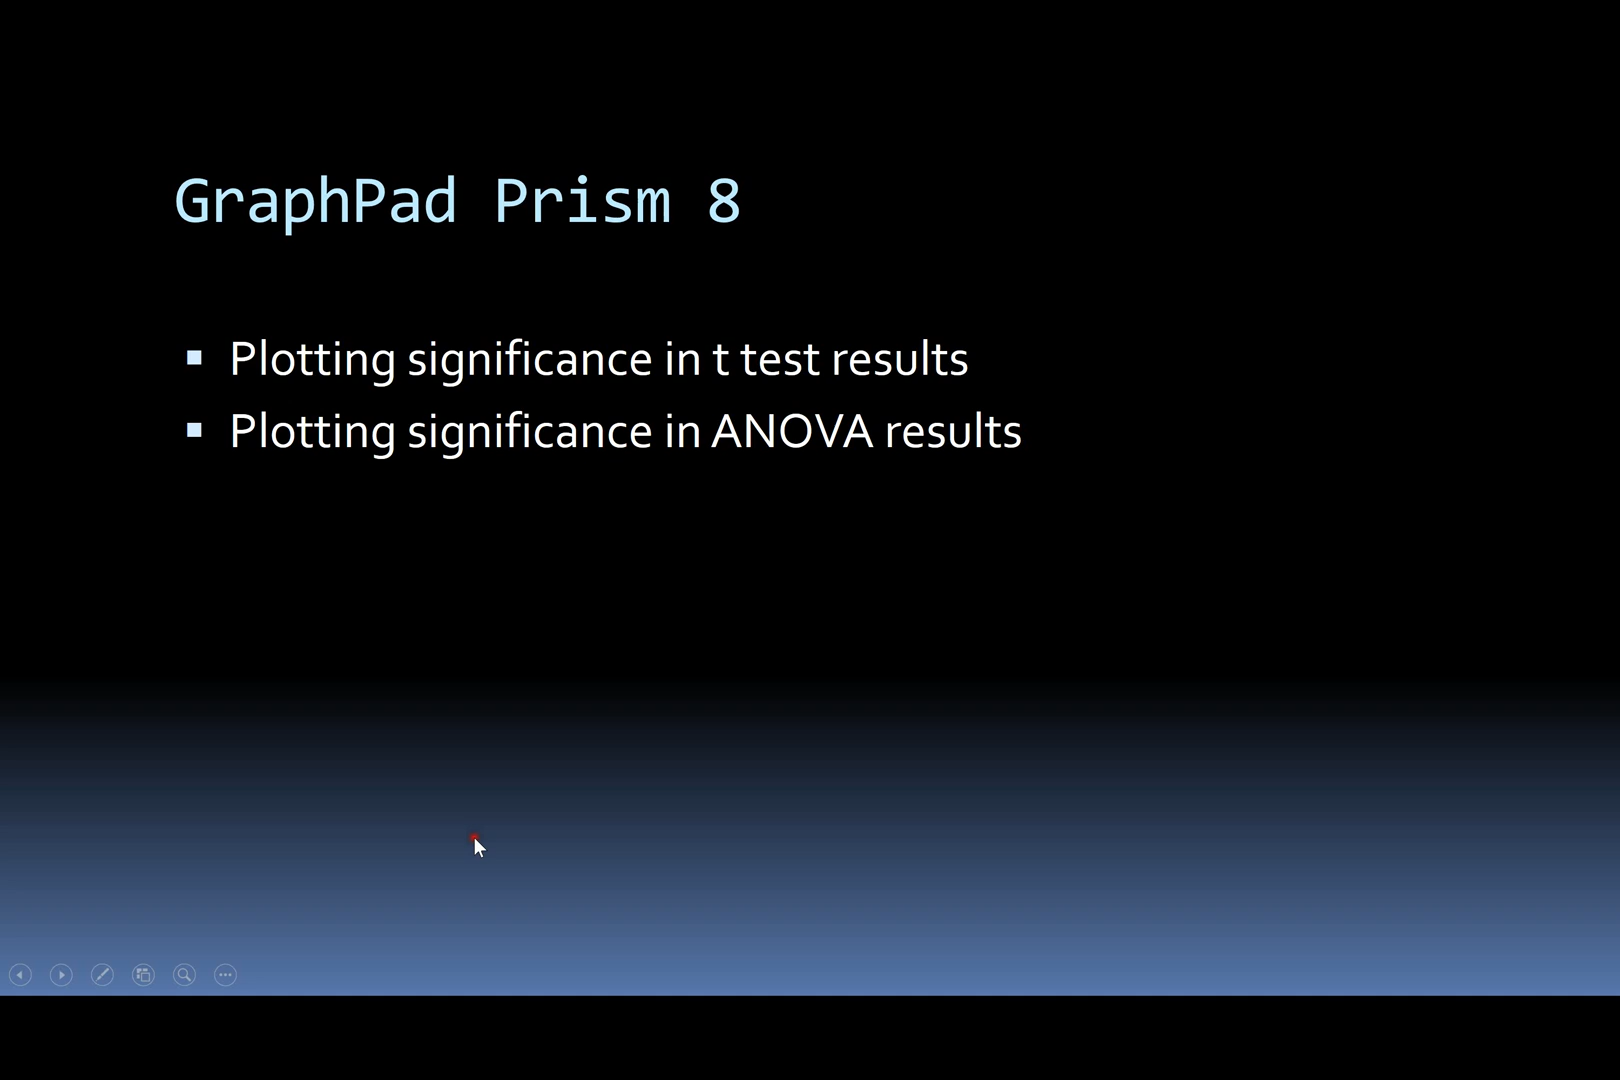 GraphPad Prism 8
Plotting significance in t test results
Plotting significance in ANOVA results